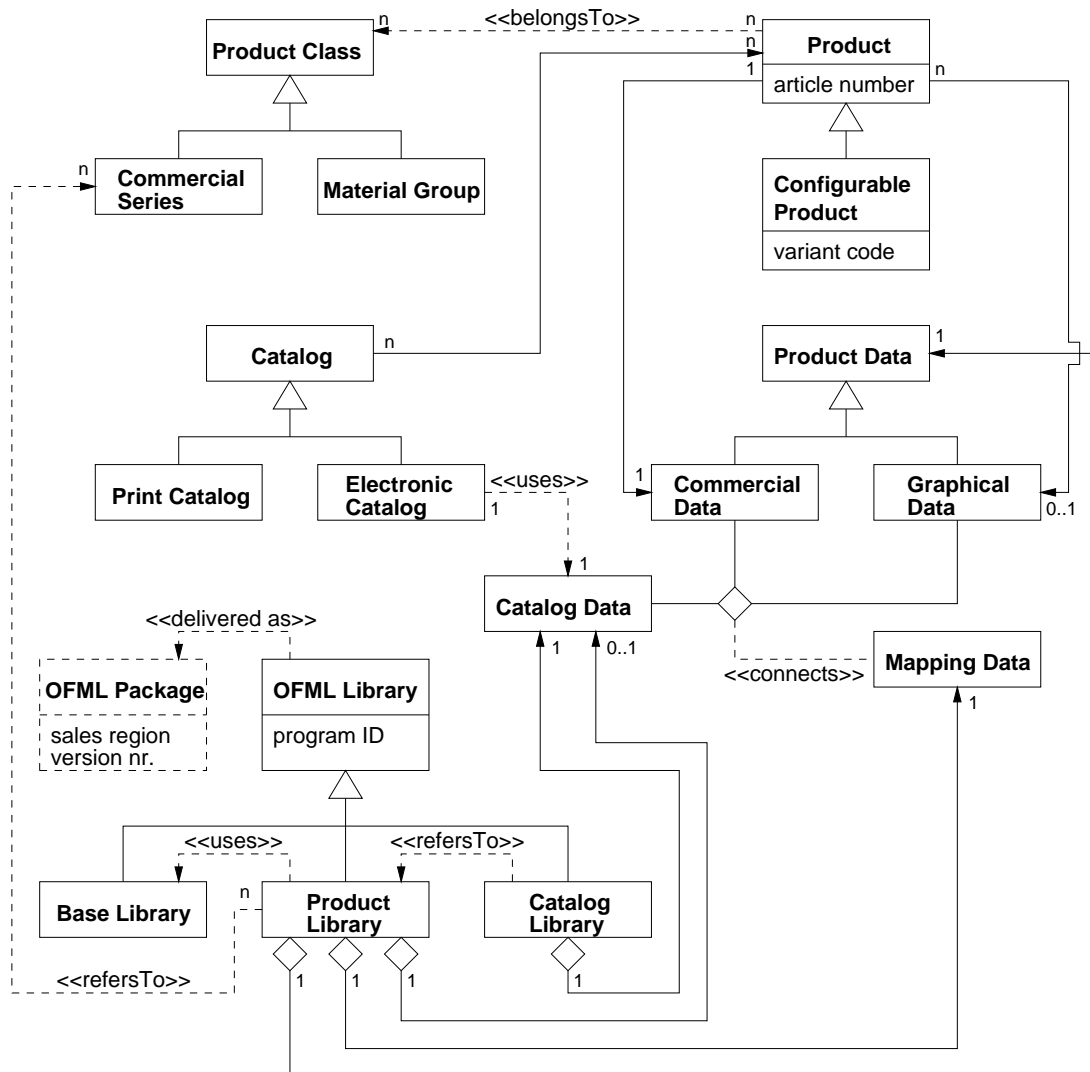 n
<<belongsTo>>
n
Product Class
n
Product
1
n
article number
n
Commercial
Series
Material Group
Configurable
Product
variant code
Catalog
n
Product Data
1
Print Catalog
Electronic
Catalog
<<uses>>
1
1
Commercial
Data
1
Graphical
Data
0..1
Catalog Data
1
0..1
<<delivered as>>
OFML Package
sales region
version nr.
OFML Library
program ID
Mapping Data
<<connects>>
1
<<uses>>
<<refersTo>>
Base Library
n
Product
Library
Catalog
Library
<<refersTo>>
1
1
1
1